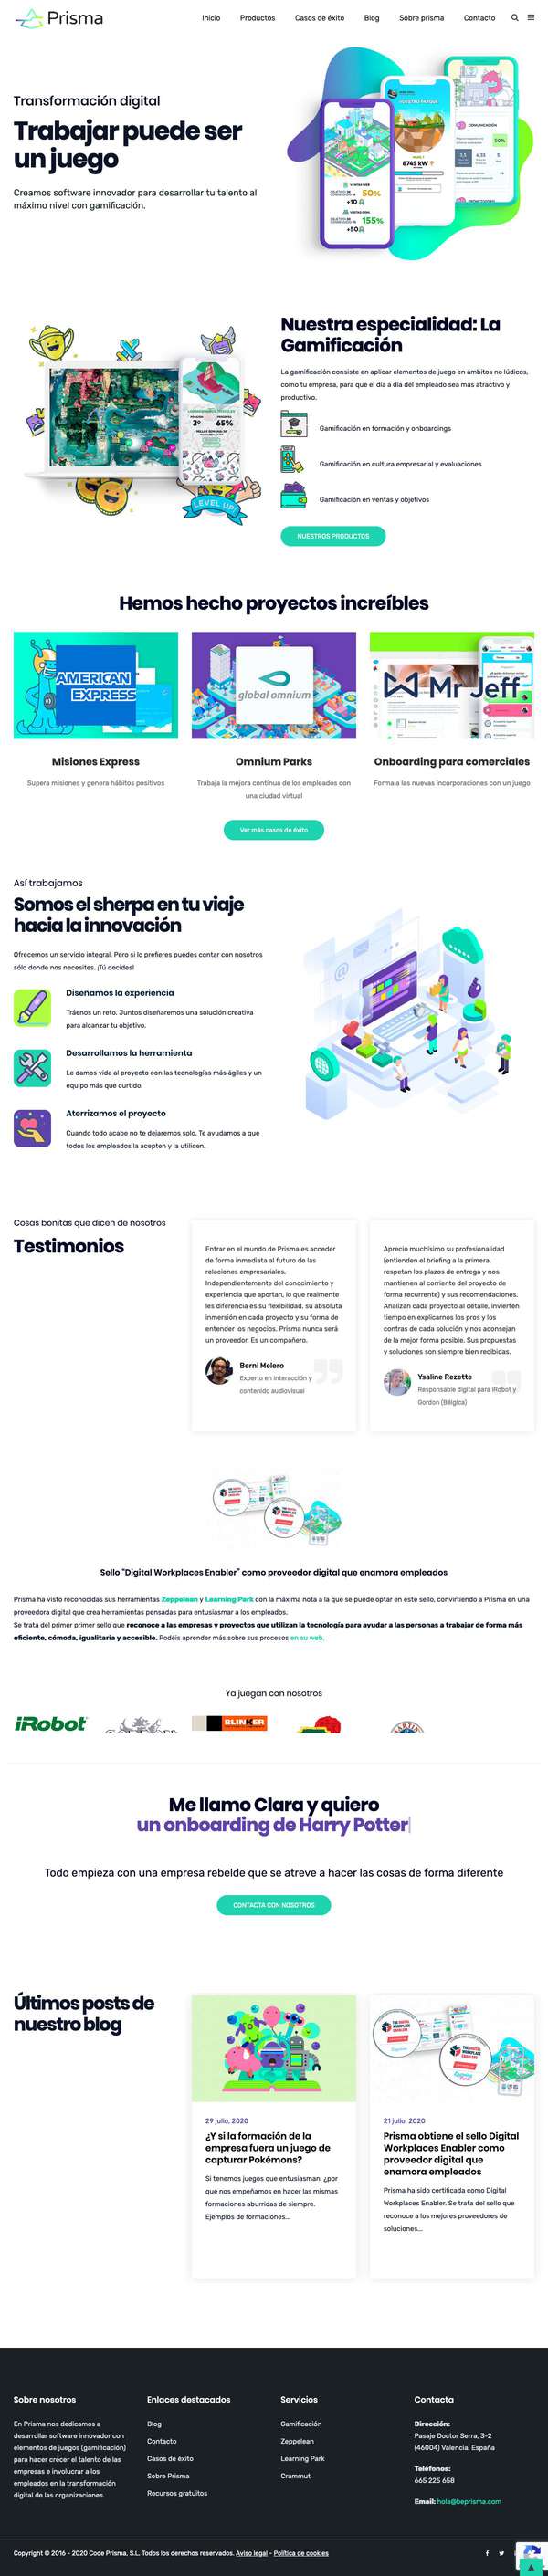 Prisma
Inicio
Productos
Casos de éxito
Blog
Sobre prisma
Contacto
Transformación digital
Trabajar puede ser
un juego
Creamos software innovador para desarrollar tu talento al
máximo nivel con gamificación.
50%
+10
155%
+50
NUESTRO PARQUE
8745 kW
COMUNICACIÓN
50%
Nuestra especialidad: La
Gamificación
La gamificación consiste en aplicar elementos de juego en ámbitos no lúdicos,
como tu empresa, para que el día a día del empleado sea más atractivo y
productivo.
Gamificación en formación y onboardings
Gamificación en cultura empresarial y evaluaciones
Gamificación en ventas y objetivos
NUESTROS PRODUCTOS
3º
65%
LEVEL UP!
Hemos hecho proyectos increíbles
AMERICAN
EXPRESS
global omnium
Mr Jeff
Misiones Express
Supera misiones y genera hábitos positivos
Omnium Parks
Trabaja la mejora continua de los empleados con
una ciudad virtual
Onboarding para comerciales
Forma a las nuevas incorporaciones con un juego
Ver más casos de éxito
Así trabajamos
Somos el sherpa en tu viaje
hacia la innovación
Ofrecemos un servicio integral. Pero si lo prefieres puedes contar con nosotros
sólo donde nos necesites. ¡Tú decides!
Diseñamos la experiencia
Tráenos un reto. Juntos diseñaremos una solución creativa
para alcanzar tu objetivo.
Desarrollamos la herramienta
Le damos vida al proyecto con las tecnologías más ágiles y un
equipo más que curtido.
Aterrizamos el proyecto
Cuando todo acabe no te dejaremos solo. Te ayudamos a que
todos los empleados la acepten y la utilicen.
Cosas bonitas que dicen de nosotros
Testimonios
Entrar en el mundo de Prisma es acceder
de forma inmediata al futuro de las
relaciones empresariales.
Independientemente del conocimiento y
experiencia que aportan, lo que realmente
les diferencia es su flexibilidad, su absoluta
inmersión en cada proyecto y su forma de
entender los negocios. Prisma nunca será
un proveedor. Es un compañero.
Berni Melero
Experto en interacción y
contenido audiovisual
Aprecio muchísimo su profesionalidad
(entienden el briefing a la primera,
respetan los plazos de entrega y nos
mantienen al corriente del proyecto de
forma recurrente) y sus recomendaciones.
Analizan cada proyecto al detalle, invierten
tiempo en explicarnos los pros y los
contras de cada solución y nos aconsejan
de la mejor forma posible. Sus propuestas
y soluciones son siempre bien recibidas.
Ysaline Rezette
Responsable digital para iRobot y
Gordon (Bélgica)
Sello "Digital Workplaces Enabler" como proveedor digital que enamora empleados
Prisma ha visto reconocidas sus herramientas Zeppelean y Learning Park con la máxima nota a la que se puede optar en este sello, convirtiendo a Prisma en una
proveedora digital que crea herramientas pensadas para entusiasmar a los empleados.
Se trata del primer primer sello que reconoce a las empresas y proyectos que utilizan la tecnología para ayudar a las personas a trabajar de forma más
eficiente, cómoda, igualitaria y accesible. Podéis aprender más sobre sus procesos en su web.
Ya juegan con nosotros
iRobot
BLINKER
Me llamo Clara y quiero
un onboarding de Harry Potter
Todo empieza con una empresa rebelde que se atreve a hacer las cosas de forma diferente
CONTACTA CON NOSOTROS
Últimos posts de
nuestro blog
29 julio, 2020
¿Y si la formación de la
empresa fuera un juego de
capturar Pokémons?
Si tenemos juegos que entusiasman, ¿por
qué nos empeñamos en hacer las mismas
formaciones aburridas de siempre.
Ejemplos de formaciones...
21 julio, 2020
Prisma obtiene el sello Digital
Workplaces Enabler como
proveedor digital que
enamora empleados
Prisma ha sido certificada como Digital
Workplaces Enabler. Se trata del sello que
reconoce a los mejores proveedores de
soluciones...
Sobre nosotros
En Prisma nos dedicamos a
desarrollar software innovador con
elementos de juegos (gamificación)
para hacer crecer el talento de las
empresas e involucrar a los
empleados en la transformación
digital de las organizaciones.
Enlaces destacados
Blog
Contacto
Casos de éxito
Sobre Prisma
Recursos gratuitos
Servicios
Gamificación
Zeppelean
Learning Park
Crammut
Contacta
Dirección:
Pasaje Doctor Serra, 3-2
(46004) Valencia, España
Teléfonos:
665 225 658
Email: hola@beprisma.com
Copyright © 2016 - 2020 Code Prisma, S.L. Todos los derechos reservados. Aviso legal - Política de cookies